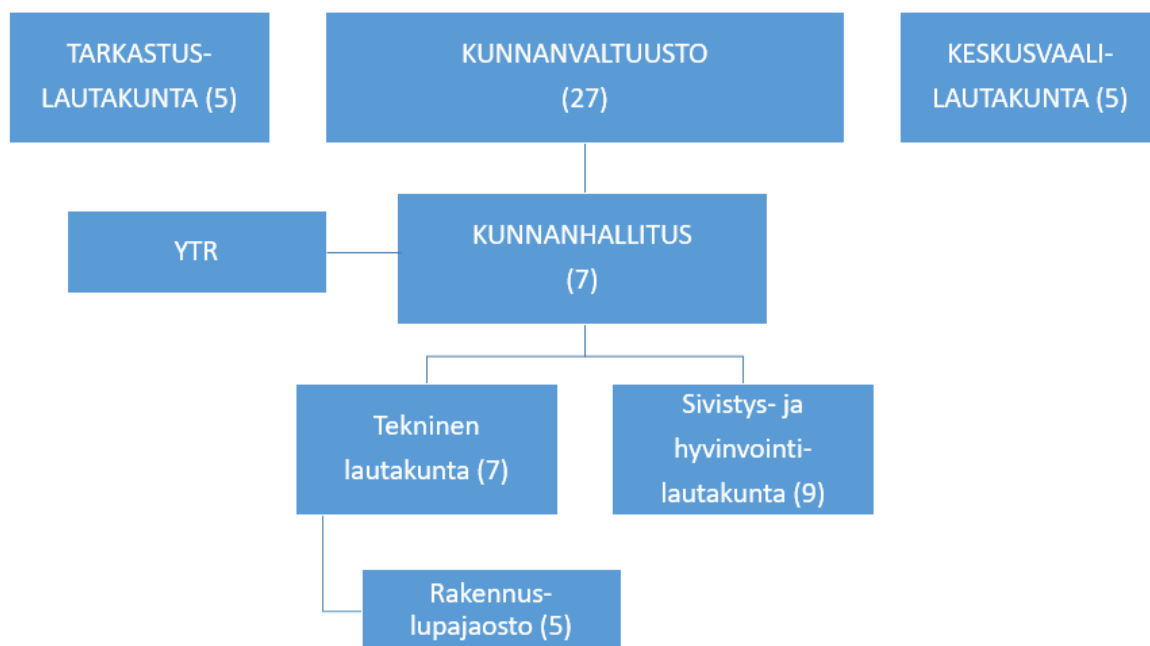 TARKASTUS-
LAUTAKUNTA (5)
KUNNANVALTUUSTO
(27)
KESKUSVAALI-
LAUTAKUNTA (5)
YTR
KUNNANHALLITUS
(7)
Tekninen
lautakunta (7)
Sivistys- ja
hyvinvointi-
lautakunta (9)
Rakennus-
lupajaosto (5)